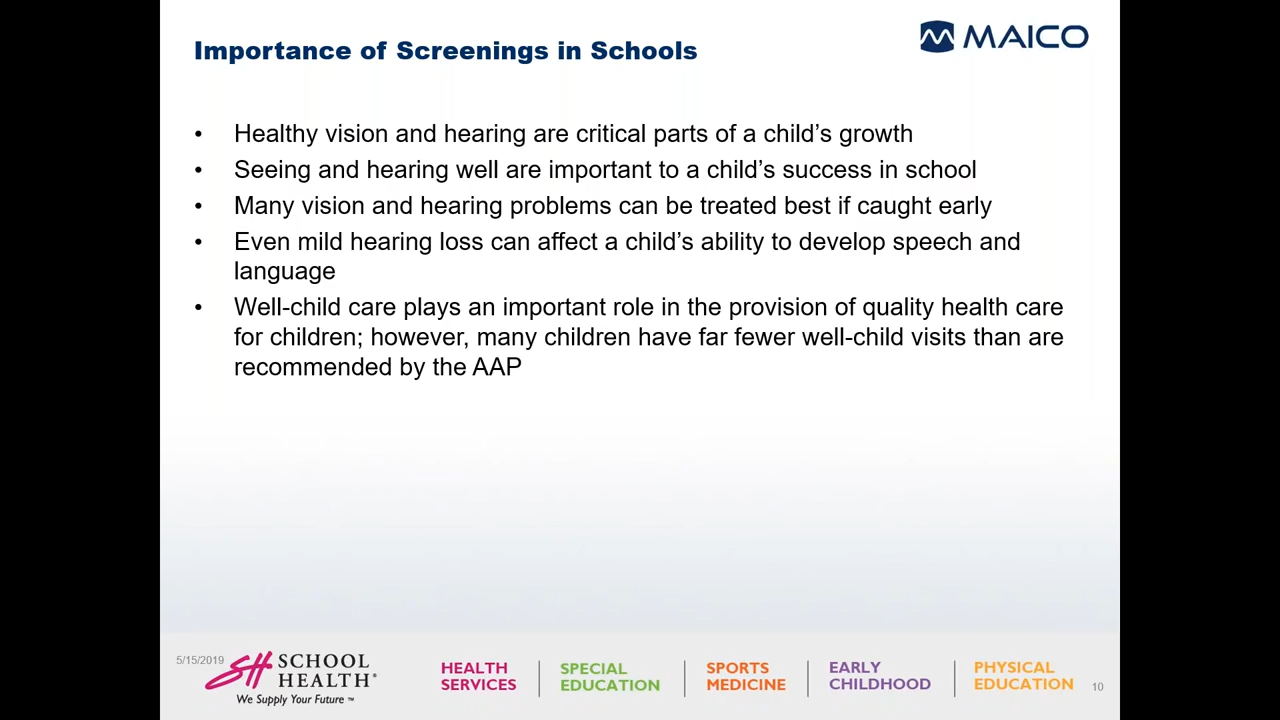 Importance of Screenings in Schools
MAICO
• Healthy vision and hearing are critical parts of a child’s growth
• Seeing and hearing well are important to a child’s success in school
• Many vision and hearing problems can be treated best if caught early
• Even mild hearing loss can affect a child’s ability to develop speech and
language
• Well-child care plays an important role in the provision of quality health care
for children; however, many children have far fewer well-child visits than are
recommended by the AAP
5/15/2019
SH SCHOOL
HEALTH®
We Supply Your Future ™
HEALTH
SERVICES
SPECIAL
EDUCATION
SPORTS
MEDICINE
EARLY
CHILDHOOD
PHYSICAL
EDUCATION
10